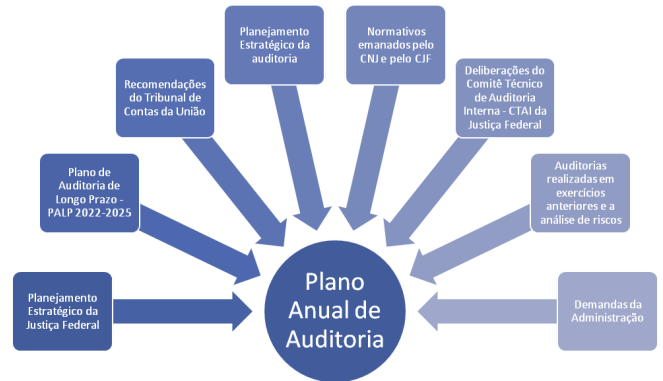 Planejamento
Estratégico da
auditoria
Normativos
emanados pelo
CNJ e pelo CJF
Recomendações
do Tribunal de
Contas da União
Deliberações do
Comitê Técnico
de Auditoria
Interna - CTAI da
Justiça Federal
Plano de
Auditoria de
Longo Prazo -
PALP 2022-2025
Auditorias
realizadas em
exercícios
anteriores e a
análise de riscos
Planejamento
Estratégico da
Justiça Federal
Plano
Anual de
Auditoria
Demandas da
Administração